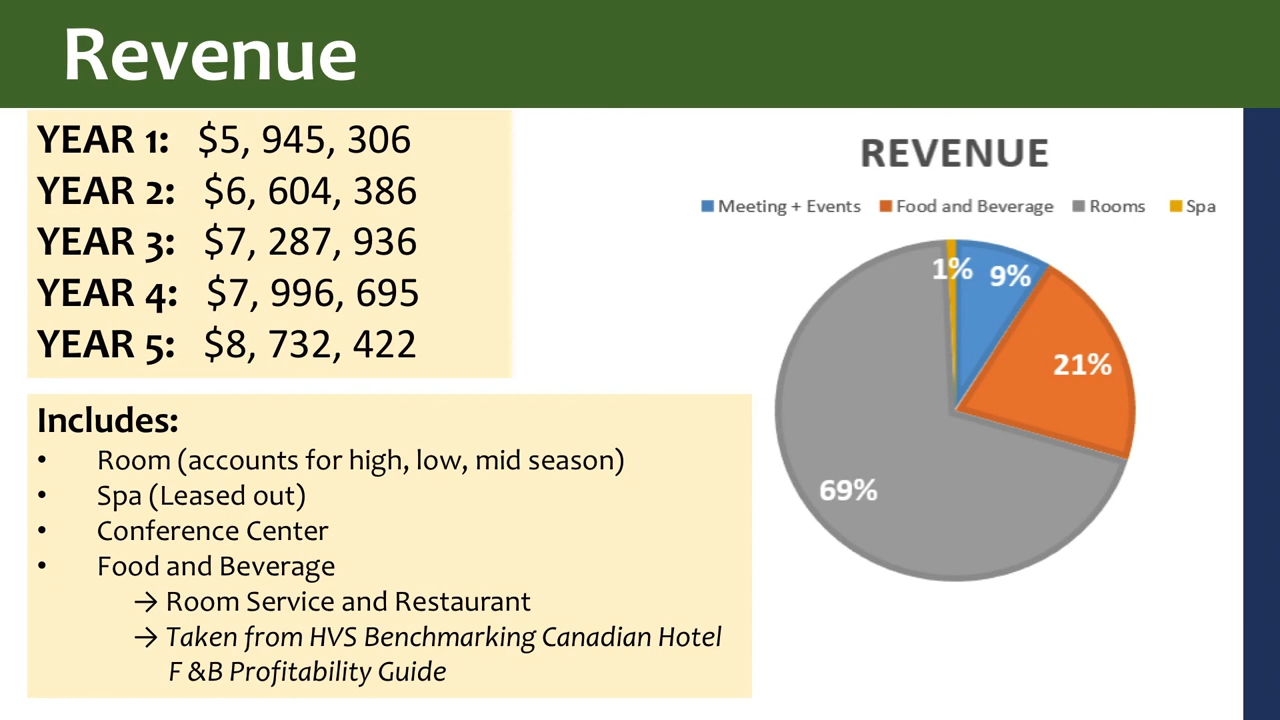 Revenue
YEAR 1: $5, 945, 306
YEAR 2: $6, 604, 386
YEAR 3: $7, 287, 936
YEAR 4: $7, 996, 695
YEAR 5: $8, 732, 422
Includes:
• Room (accounts for high, low, mid season)
• Spa (Leased out)
• Conference Center
• Food and Beverage
→ Room Service and Restaurant
→ Taken from HVS Benchmarking Canadian Hotel
F &B Profitability Guide
REVENUE
Meeting + Events Food and Beverage Rooms Spa
1% 9%
21%
69%